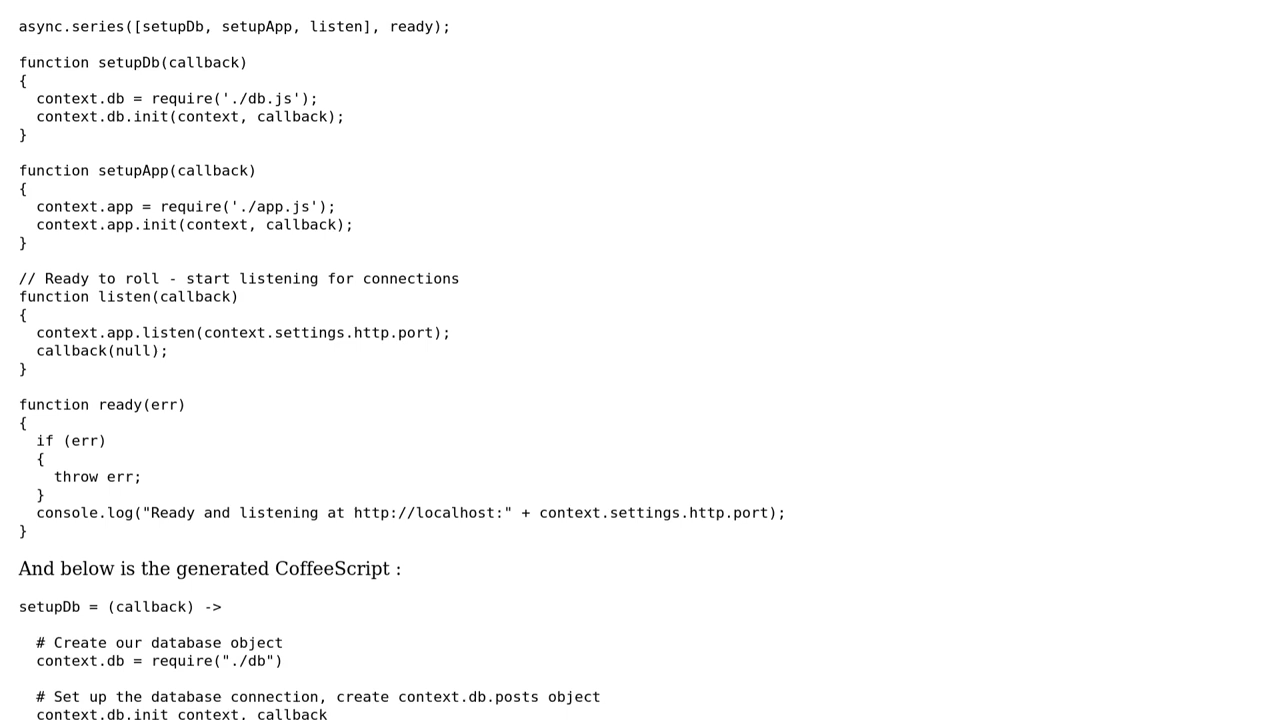 async.series([setupDb, setupApp, listen], ready);

function setupDb(callback)
{
  context.db = require('./db.js');
  context.db.init(context, callback);
}

function setupApp(callback)
{
  context.app = require('./app.js');
  context.app.init(context, callback);
}

// Ready to roll - start listening for connections
function listen(callback)
{
  context.app.listen(context.settings.http.port);
  callback(null);
}

function ready(err)
{
  if (err)
  {
    throw err;
  }
  console.log("Ready and listening at http://localhost:" + context.settings.http.port);
}

And below is the generated CoffeeScript :

setupDb = (callback) ->

  # Create our database object
  context.db = require("./db")

  # Set up the database connection, create context.db.posts object
  context.db.init context, callback